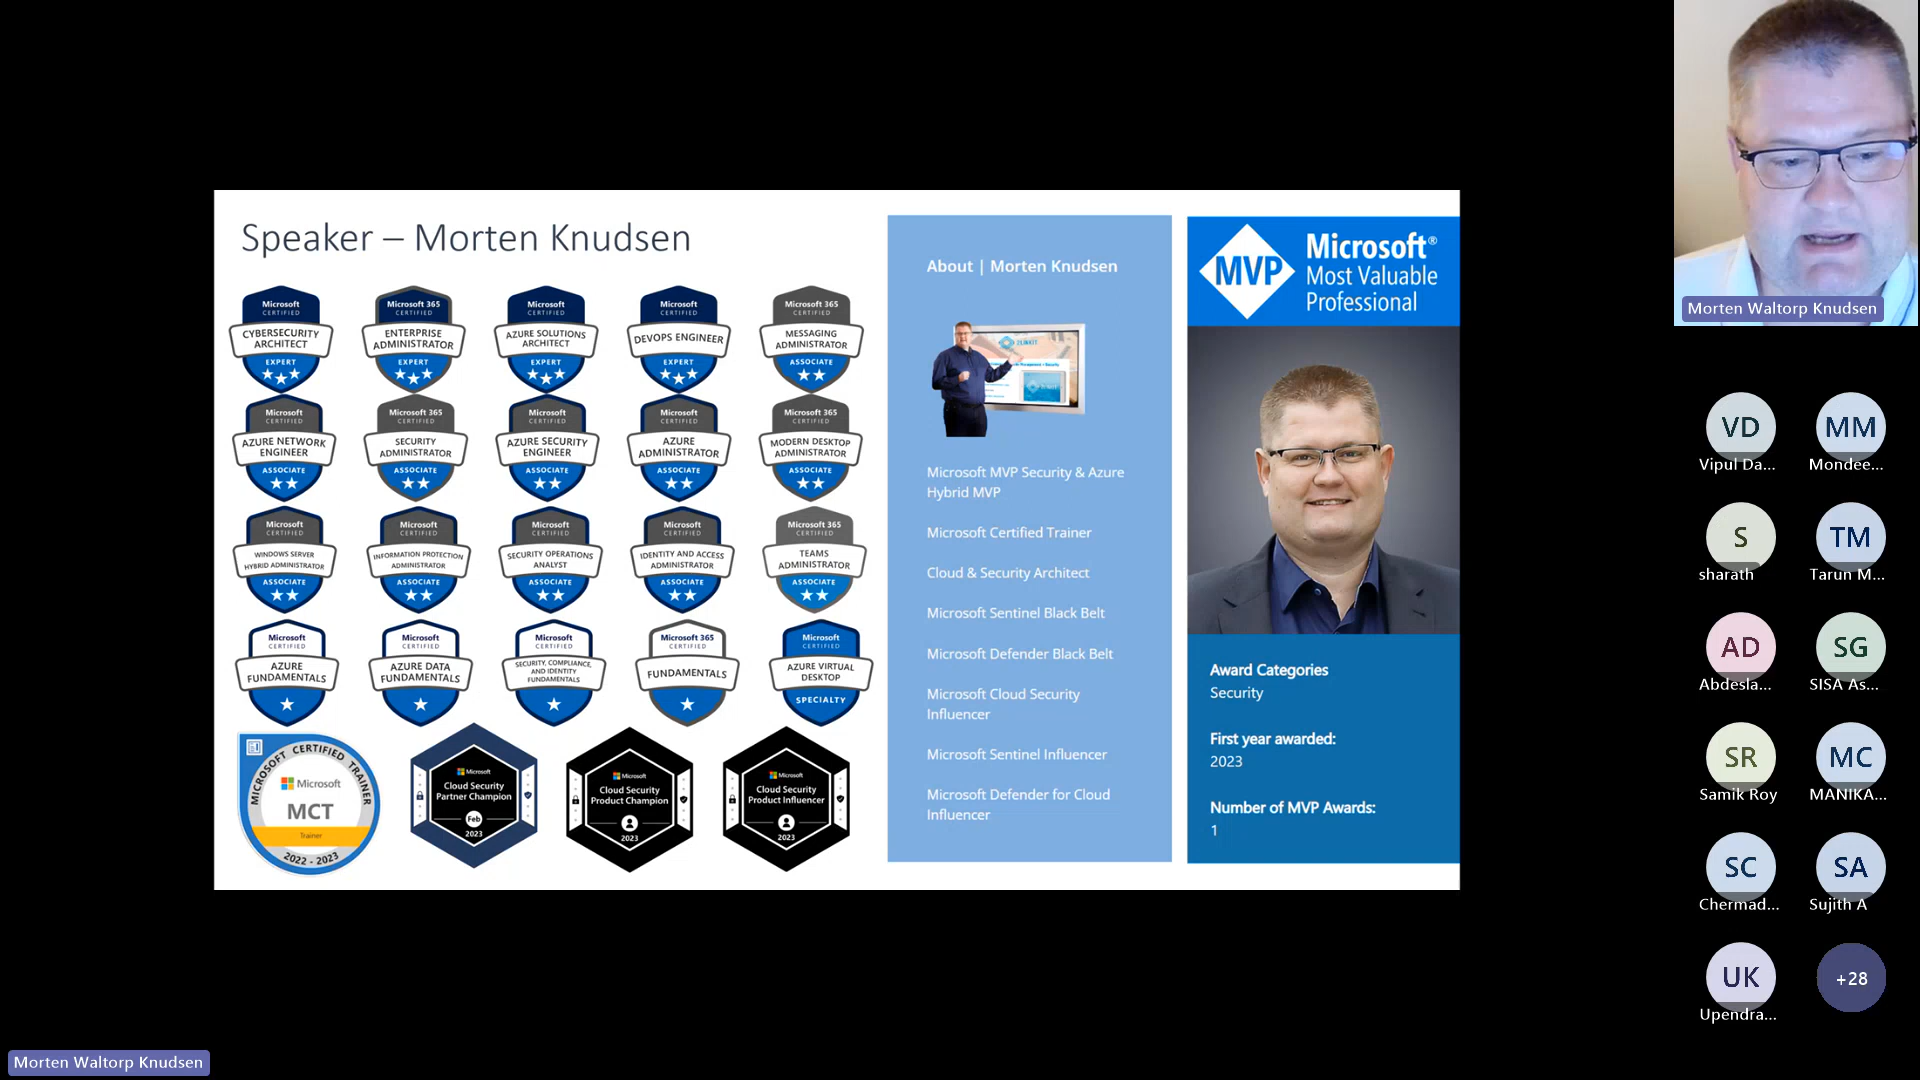 Speaker – Morten Knudsen
Microsoft
CERTIFIED
CYBERSECURITY
ARCHITECT
EXPERT
Microsoft 365
CERTIFIED
ENTERPRISE
ADMINISTRATOR
EXPERT
Microsoft
CERTIFIED
AZURE SOLUTIONS
ARCHITECT
EXPERT
Microsoft
CERTIFIED
DEVOPS ENGINEER
EXPERT
Microsoft 365
CERTIFIED
MESSAGING
ADMINISTRATOR
ASSOCIATE
Microsoft
CERTIFIED
AZURE NETWORK
ENGINEER
ASSOCIATE
Microsoft 365
CERTIFIED
SECURITY
ADMINISTRATOR
ASSOCIATE
Microsoft
CERTIFIED
AZURE SECURITY
ENGINEER
ASSOCIATE
Microsoft
CERTIFIED
AZURE
ADMINISTRATOR
ASSOCIATE
Microsoft 365
CERTIFIED
MODERN DESKTOP
ADMINISTRATOR
ASSOCIATE
Microsoft
CERTIFIED
WINDOWS SERVER
HYBRID ADMINISTRATOR
ASSOCIATE
Microsoft
CERTIFIED
INFORMATION PROTECTION
ADMINISTRATOR
ASSOCIATE
Microsoft
CERTIFIED
SECURITY OPERATIONS
ANALYST
ASSOCIATE
Microsoft
CERTIFIED
IDENTITY AND ACCESS
ADMINISTRATOR
ASSOCIATE
Microsoft 365
CERTIFIED
TEAMS
ADMINISTRATOR
ASSOCIATE
Microsoft
CERTIFIED
AZURE
FUNDAMENTALS
Microsoft
CERTIFIED
AZURE DATA
FUNDAMENTALS
Microsoft
CERTIFIED
SECURITY, COMPLIANCE,
AND IDENTITY
FUNDAMENTALS
Microsoft 365
CERTIFIED
FUNDAMENTALS
Microsoft
CERTIFIED
AZURE VIRTUAL
DESKTOP
SPECIALTY
MICROSOFT CERTIFIED TRAINER
Microsoft
MCT
Trainer
2022 - 2023
Microsoft
Cloud Security
Partner Champion
Feb
2023
Microsoft
Cloud Security
Product Champion
2023
Microsoft
Cloud Security
Product Influencer
2023
About | Morten Knudsen
Microsoft MVP Security & Azure
Hybrid MVP
Microsoft Certified Trainer
Cloud & Security Architect
Microsoft Sentinel Black Belt
Microsoft Defender Black Belt
Microsoft Cloud Security
Influencer
Microsoft Sentinel Influencer
Microsoft Defender for Cloud
Influencer
MVP
Microsoft®
Most Valuable
Professional
Award Categories
Security
First year awarded:
2023
Number of MVP Awards:
1
Morten Waltorp Knudsen
VD
Vipul Da...
MM
Mondee...
S
sharath
TM
Tarun M...
AD
Abdesla...
SG
SISA As...
SR
Samik Roy
MC
MANIKA...
SC
Chermad...
SA
Sujith A
UK
Upendra...
+28
Morten Waltorp Knudsen